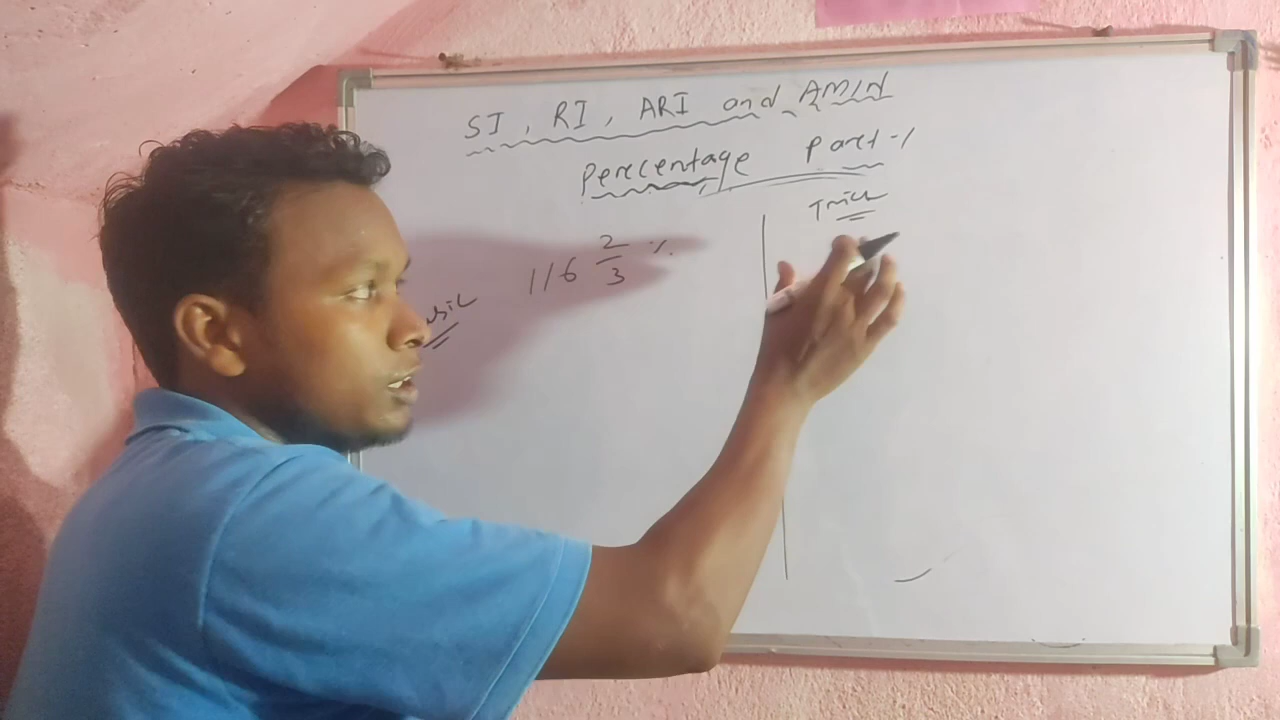 SI, RI, ARI and AMIN
Percentage Part-1
Trick
116 2/3 %